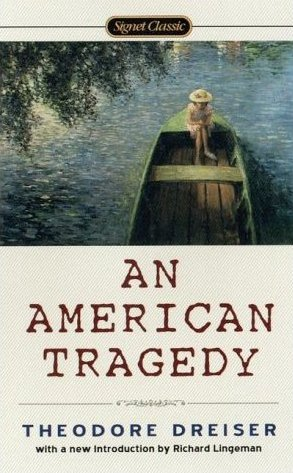 Signet Classic
AN
AMERICAN
TRAGEDY
THEODORE DREISER
with a new Introduction by Richard Lingeman